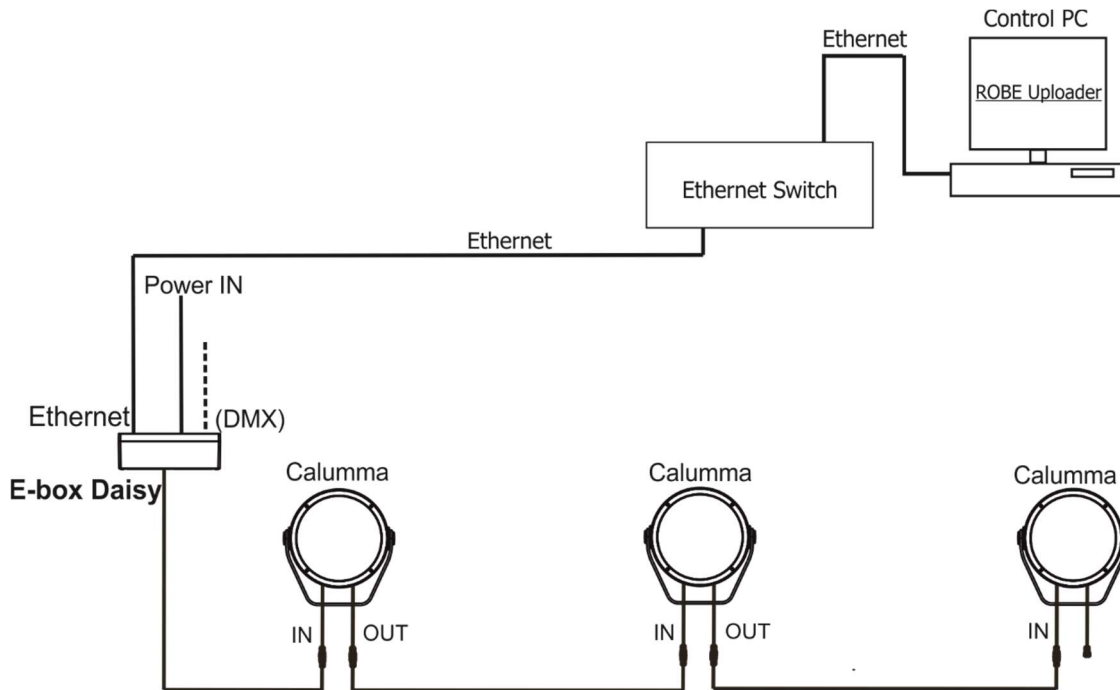 Control PC
Ethernet
ROBE Uploader
Ethernet Switch
Ethernet
Power IN
Ethernet
(DMX)
E-box Daisy
Calumma
Calumma
Calumma
IN
OUT
IN
OUT
IN